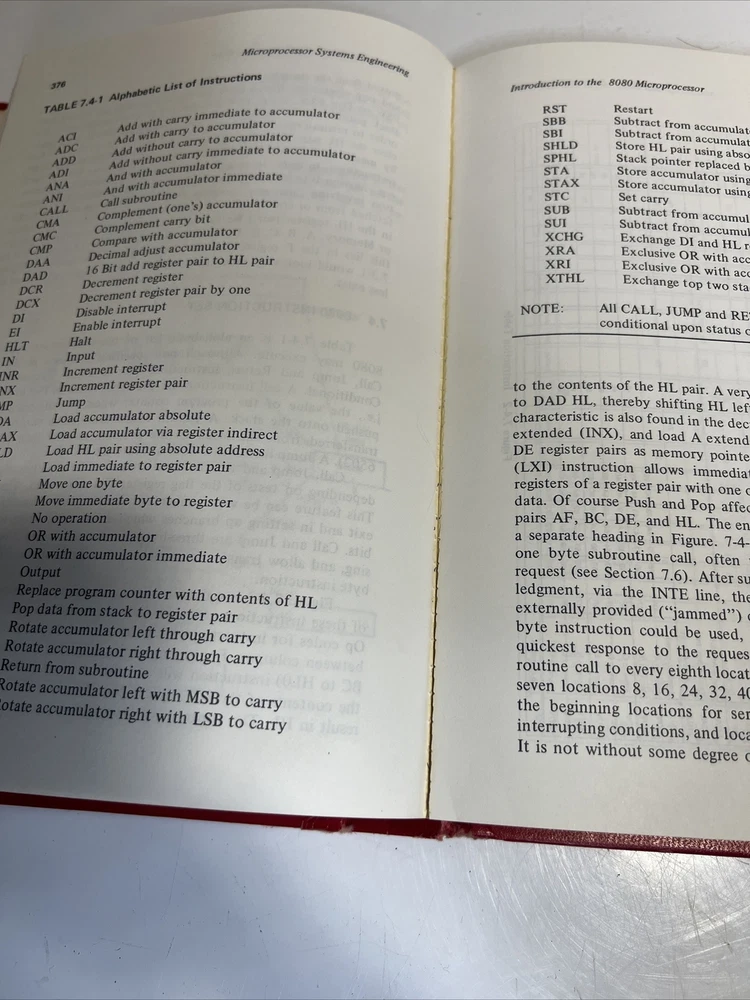 376
Microprocessor Systems Engineering
TABLE 7.4-1 Alphabetic List of Instructions
ACI Add with carry immediate to accumulator
ADC Add with carry to accumulator
ADD Add without carry to accumulator
ADI Add without carry immediate to accumulator
ANA And with accumulator
ANI And with accumulator immediate
CALL Call subroutine
CMA Complement (one's) accumulator
CMC Complement carry bit
CMP Compare with accumulator
DAA Decimal adjust accumulator
DAD 16 Bit add register pair to HL pair
DCR Decrement register
DCX Decrement register pair by one
DI Disable interrupt
EI Enable interrupt
HLT Halt
IN Input
INR Increment register
NX Increment register pair
MP Jump
DA Load accumulator absolute
AX Load accumulator via register indirect
LD Load HL pair using absolute address
Load immediate to register pair
Move one byte
Move immediate byte to register
No operation
OR with accumulator
OR with accumulator immediate
Output
Replace program counter with contents of HL
Pop data from stack to register pair
Rotate accumulator left through carry
Rotate accumulator right through carry
Return from subroutine
Rotate accumulator left with MSB to carry
otate accumulator right with LSB to carry
Introduction to the 8080 Microprocessor
RST Restart
SBB Subtract from accumulat
SBI Subtract from accumulat
SHLD Store HL pair using abso
SPHL Stack pointer replaced b
STA Store accumulator using
STAX Store accumulator using
STC Set carry
SUB Subtract from accumul
SUI Subtract from accumul
XCHG Exchange DI and HL r
XRA Exclusive OR with acc
XRI Exclusive OR with acc
XTHL Exchange top two sta
NOTE: All CALL, JUMP and RE
conditional upon status c
to the contents of the HL pair. A very
to DAD HL, thereby shifting HL left
characteristic is also found in the dec
extended (INX), and load A extend
DE register pairs as memory pointe
(LXI) instruction allows immediat
registers of a register pair with one c
data. Of course Push and Pop affec
pairs AF, BC, DE, and HL. The en
a separate heading in Figure. 7-4-
one byte subroutine call, often
request (see Section 7.6). After su
ledgment, via the INTE line, the
externally provided ("jammed")
byte instruction could be used,
quickest response to the reques
routine call to every eighth locat
seven locations 8, 16, 24, 32, 40
the beginning locations for ser
interrupting conditions, and loca
It is not without some degree